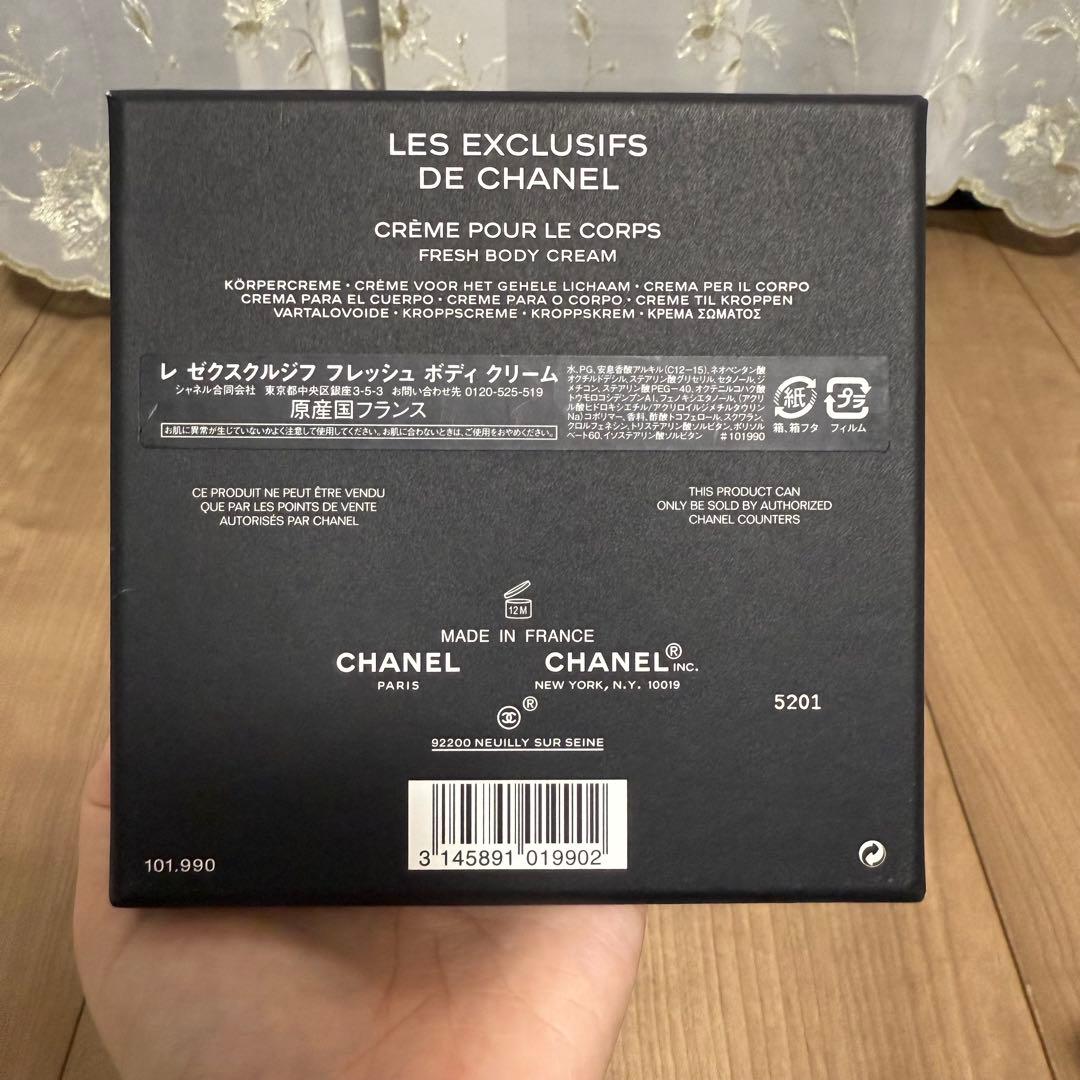 LES EXCLUSIFS
DE CHANEL
CRÈME POUR LE CORPS
FRESH BODY CREAM
KÖRPERCREME • CRÈME VOOR HET GEHELE LICHAAM • CREMA PER IL CORPO
CREMA PARA EL CUERPO • CREME PARA O CORPO • CREME TIL KROPPEN
VARTALOVOIDE • KROPPSCREME • KROPPSKREM • ΚΡΕΜΑ ΣΩΜΑΤΟΣ
レ ゼクスクルジフ フレッシュ ボディ クリーム
シャネル合同会社 東京都中央区銀座3-5-3 お問い合わせ先 0120-525-519
原産国フランス
お肌に異常が生じていないかよく注意して使用してください。お肌に合わないときは、ご使用をおやめください。
水、PG、安息香酸アルキル(C12-15)、ネオペンタン酸
オクチルドデシル、ステアリン酸グリセリル、セタノール、ジ
メチコン、ステアリン酸PEG-40、オクテニルコハク酸
トウモロコシデンプンAl、フェノキシエタノール、(アクリ
ル酸ヒドロキシエチル/アクリロイルジメチルタウリン
Na)コポリマー、香料、酢酸トコフェロール、スクワラン、
クロルフェネシン、トリステアリン酸ソルビタン、ポリソル
ベート60、イソステアリン酸ソルビタン #101990
紙
箱、箱フタ
プラ
フィルム
CE PRODUIT NE PEUT ÊTRE VENDU
QUE PAR LES POINTS DE VENTE
AUTORISÉS PAR CHANEL
THIS PRODUCT CAN
ONLY BE SOLD BY AUTHORIZED
CHANEL COUNTERS
12M
MADE IN FRANCE
CHANEL
PARIS
CHANEL® INC.
NEW YORK, N.Y. 10019
®
92200 NEUILLY SUR SEINE
5201
3 145891 019902
101.990